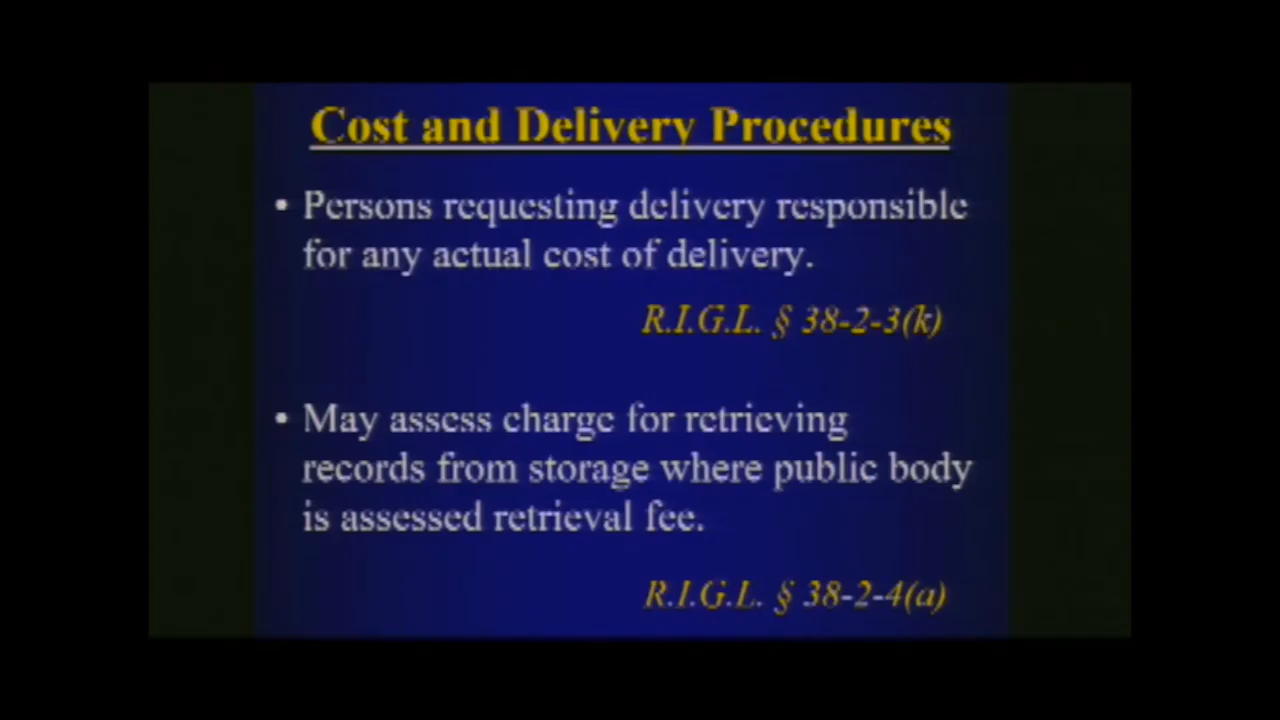 Cost and Delivery Procedures
• Persons requesting delivery responsible
for any actual cost of delivery.
R.I.G.L. § 38-2-3(k)
• May assess charge for retrieving
records from storage where public body
is assessed retrieval fee.
R.I.G.L. § 38-2-4(a)